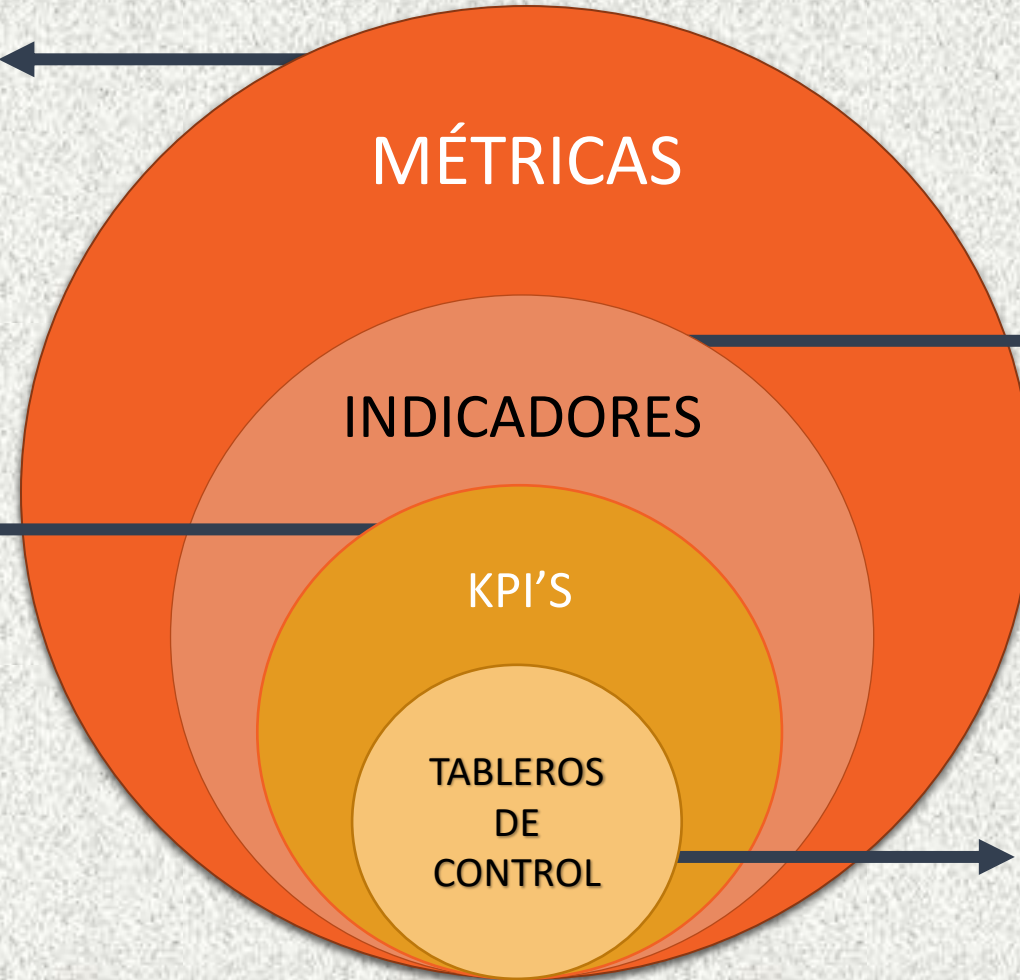 MÉTRICAS
INDICADORES
KPI’S
TABLEROS
DE
CONTROL